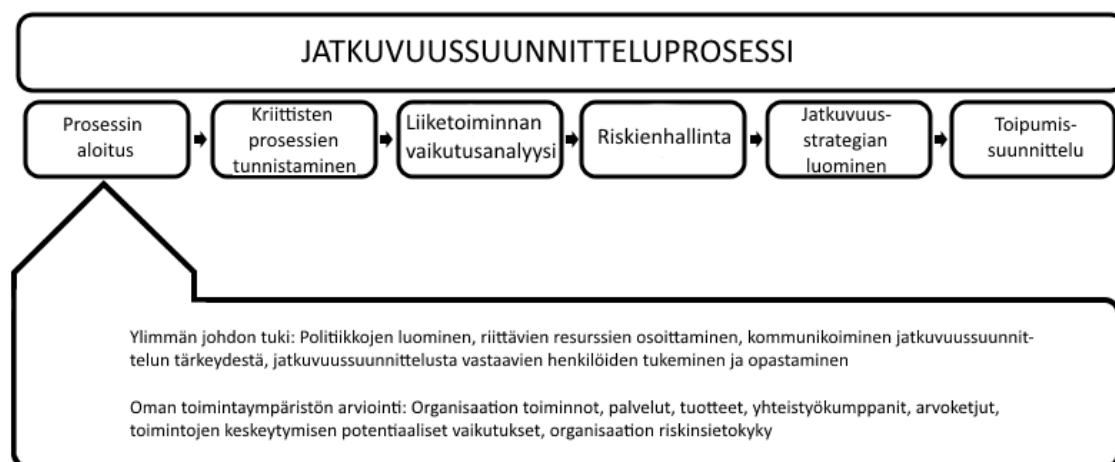 JATKUVUUSSUUNNITTELUPROSESSI
Prosessin
aloitus
Kriittisten
prosessien
tunnistaminen
Liiketoiminnan
vaikutusanalyysi
Riskienhallinta
Jatkuvuus-
strategian
luominen
Toipumis-
suunnittelu
Ylimmän johdon tuki: Politiikkojen luominen, riittävien resurssien osoittaminen, kommunikoiminen jatkuvuussuunnit-
telun tärkeydestä, jatkuvuussuunnittelusta vastaavien henkilöiden tukeminen ja opastaminen
Oman toimintaympäristön arviointi: Organisaation toiminnot, palvelut, tuotteet, yhteistyökumppanit, arvoketjut,
toimintojen keskeytymisen potentiaaliset vaikutukset, organisaation riskinsietokyky